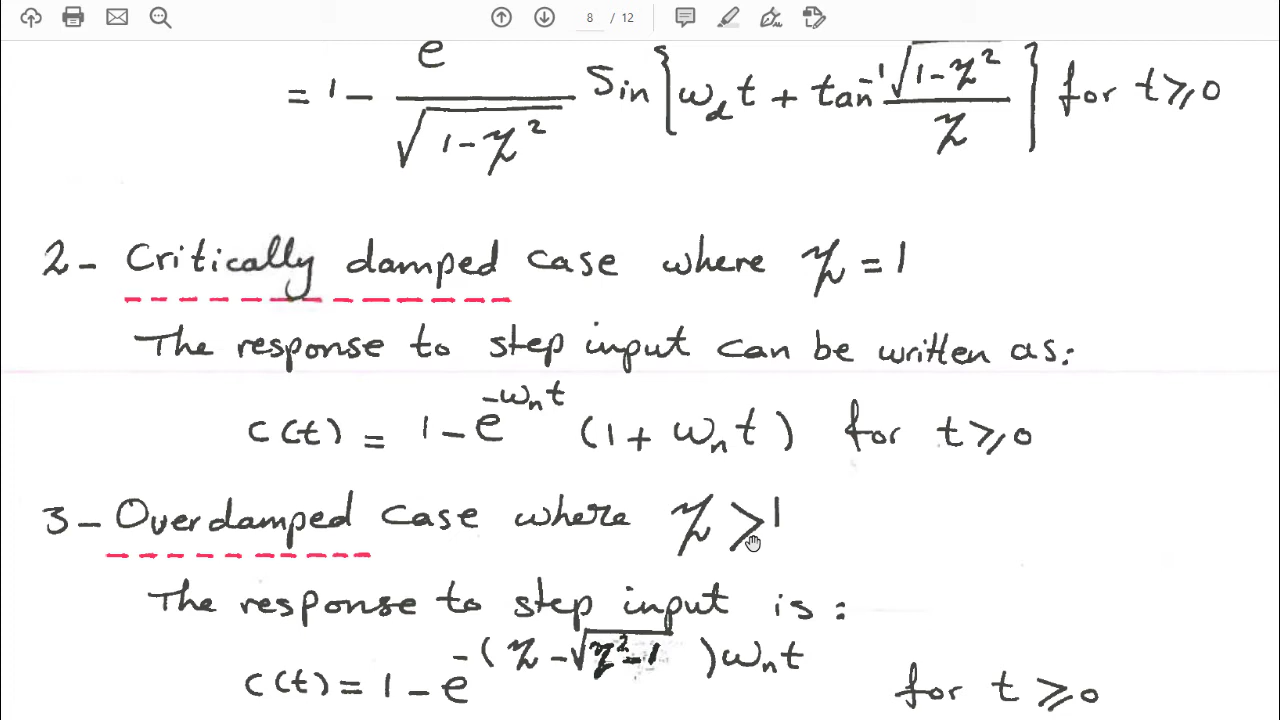 8 / 12
= 1 - e / √(1-ζ²) Sin { ω_d t + tan⁻¹ √(1-ζ²) / ζ } for t ⩾ 0
2- Critically damped case where ζ = 1
The response to step input can be written as:
c(t) = 1 - e^(-ω_n t) (1 + ω_n t) for t ⩾ 0
3- Overdamped case where ζ > 1
The response to step input is:
c(t) = 1 - e^(-(ζ - √(ζ²-1)) ω_n t) for t ⩾ 0